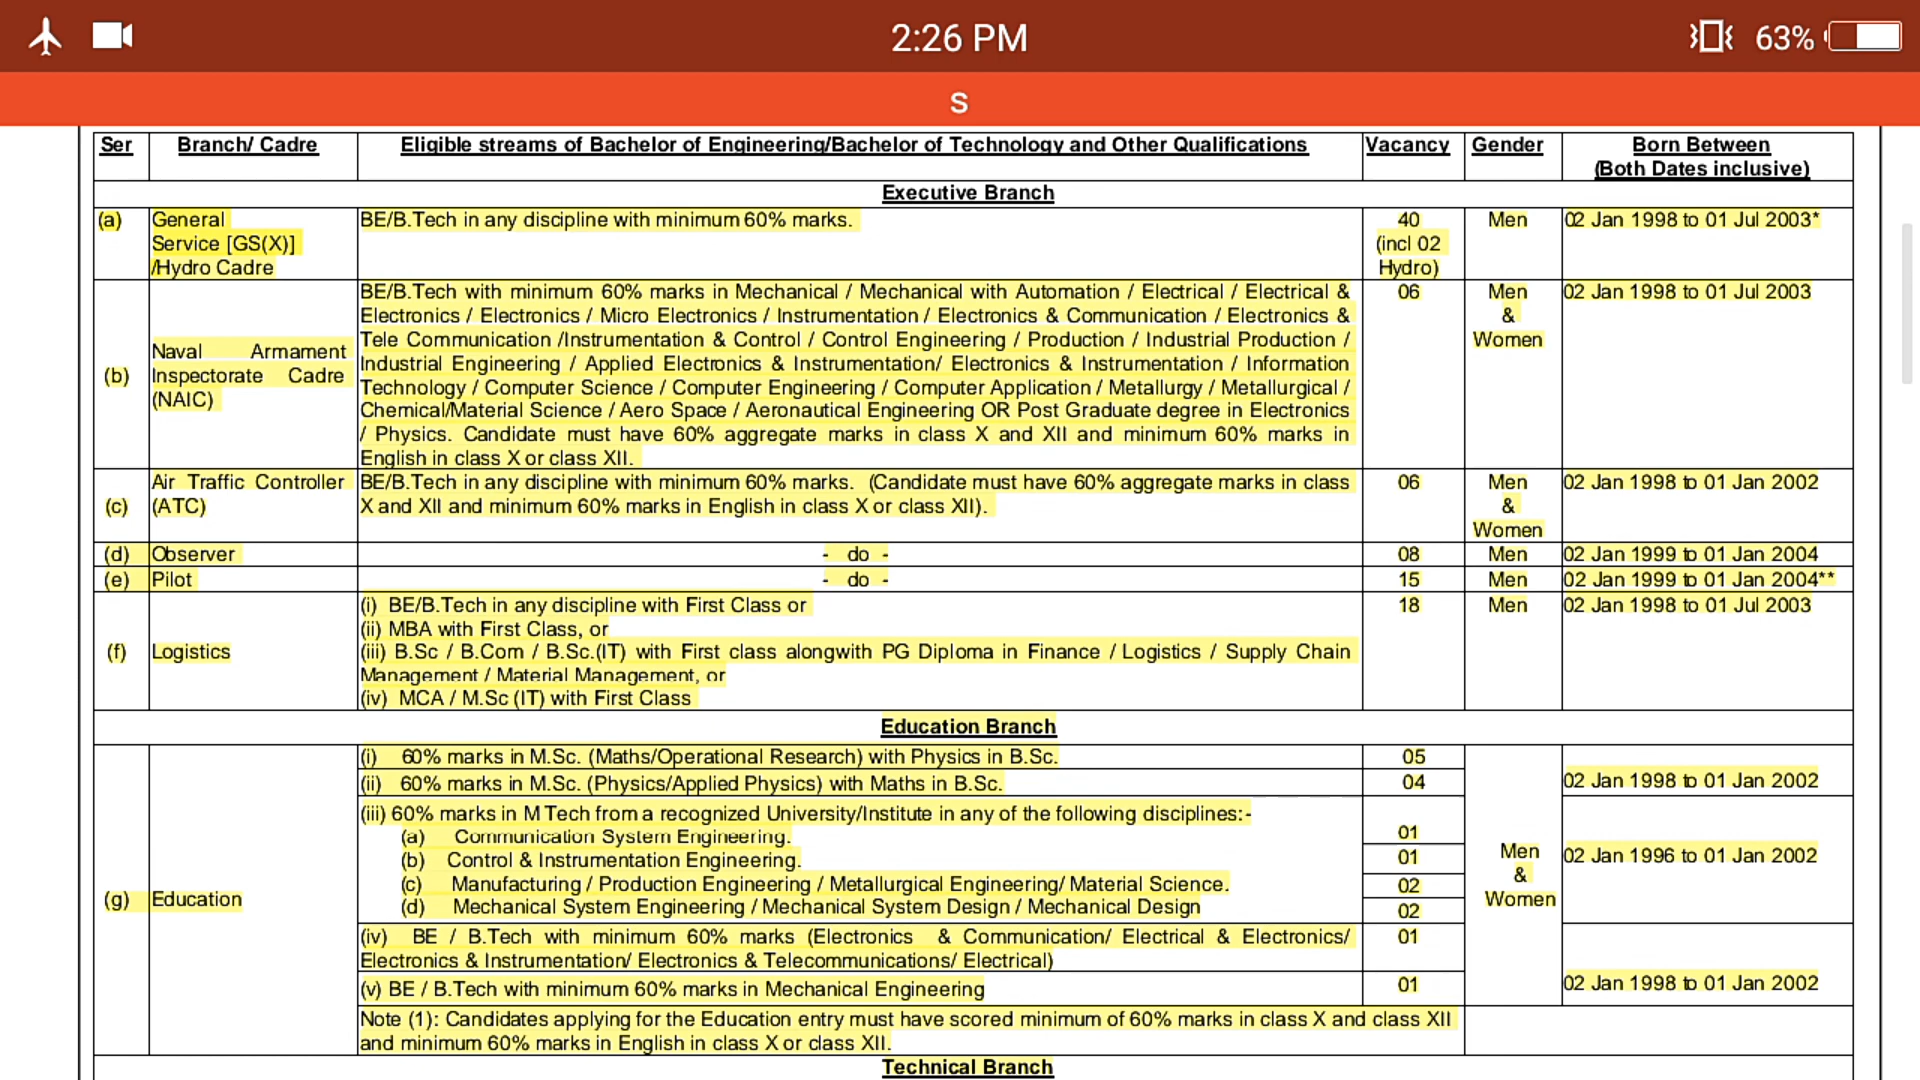 2:26 PM
63%
S
Ser Branch/ Cadre Eligible streams of Bachelor of Engineering/Bachelor of Technology and Other Qualifications Vacancy Gender Born Between
(Both Dates inclusive)
Executive Branch
(a) General BE/B.Tech in any discipline with minimum 60% marks. 40 Men 02 Jan 1998 to 01 Jul 2003*
Service [GS(X)] (incl 02
/Hydro Cadre Hydro)
BE/B.Tech with minimum 60% marks in Mechanical / Mechanical with Automation / Electrical / Electrical & 06 Men 02 Jan 1998 to 01 Jul 2003
Electronics / Electronics / Micro Electronics / Instrumentation / Electronics & Communication / Electronics & &
Tele Communication /Instrumentation & Control / Control Engineering / Production / Industrial Production / Women
Naval Armament Industrial Engineering / Applied Electronics & Instrumentation/ Electronics & Instrumentation / Information
(b) Inspectorate Cadre Technology / Computer Science / Computer Engineering / Computer Application / Metallurgy / Metallurgical /
(NAIC) Chemical/Material Science / Aero Space / Aeronautical Engineering OR Post Graduate degree in Electronics
/ Physics. Candidate must have 60% aggregate marks in class X and XII and minimum 60% marks in
English in class X or class XII.
Air Traffic Controller BE/B.Tech in any discipline with minimum 60% marks. (Candidate must have 60% aggregate marks in class 06 Men 02 Jan 1998 to 01 Jan 2002
(c) (ATC) X and XII and minimum 60% marks in English in class X or class XII). &
Women
(d) Observer - do - 08 Men 02 Jan 1999 to 01 Jan 2004
(e) Pilot - do - 15 Men 02 Jan 1999 to 01 Jan 2004**
(i) BE/B.Tech in any discipline with First Class or 18 Men 02 Jan 1998 to 01 Jul 2003
(ii) MBA with First Class, or
(f) Logistics (iii) B.Sc / B.Com / B.Sc.(IT) with First class alongwith PG Diploma in Finance / Logistics / Supply Chain
Management / Material Management, or
(iv) MCA / M.Sc (IT) with First Class
Education Branch
(i) 60% marks in M.Sc. (Maths/Operational Research) with Physics in B.Sc. 05
(ii) 60% marks in M.Sc. (Physics/Applied Physics) with Maths in B.Sc. 04 02 Jan 1998 to 01 Jan 2002
(iii) 60% marks in M Tech from a recognized University/Institute in any of the following disciplines:-
(a) Communication System Engineering. 01
(b) Control & Instrumentation Engineering. 01 Men 02 Jan 1996 to 01 Jan 2002
(c) Manufacturing / Production Engineering / Metallurgical Engineering/ Material Science. 02 &
(g) Education (d) Mechanical System Engineering / Mechanical System Design / Mechanical Design 02 Women
(iv) BE / B.Tech with minimum 60% marks (Electronics & Communication/ Electrical & Electronics/ 01
Electronics & Instrumentation/ Electronics & Telecommunications/ Electrical)
(v) BE / B.Tech with minimum 60% marks in Mechanical Engineering 01 02 Jan 1998 to 01 Jan 2002
Note (1): Candidates applying for the Education entry must have scored minimum of 60% marks in class X and class XII
and minimum 60% marks in English in class X or class XII.
Technical Branch